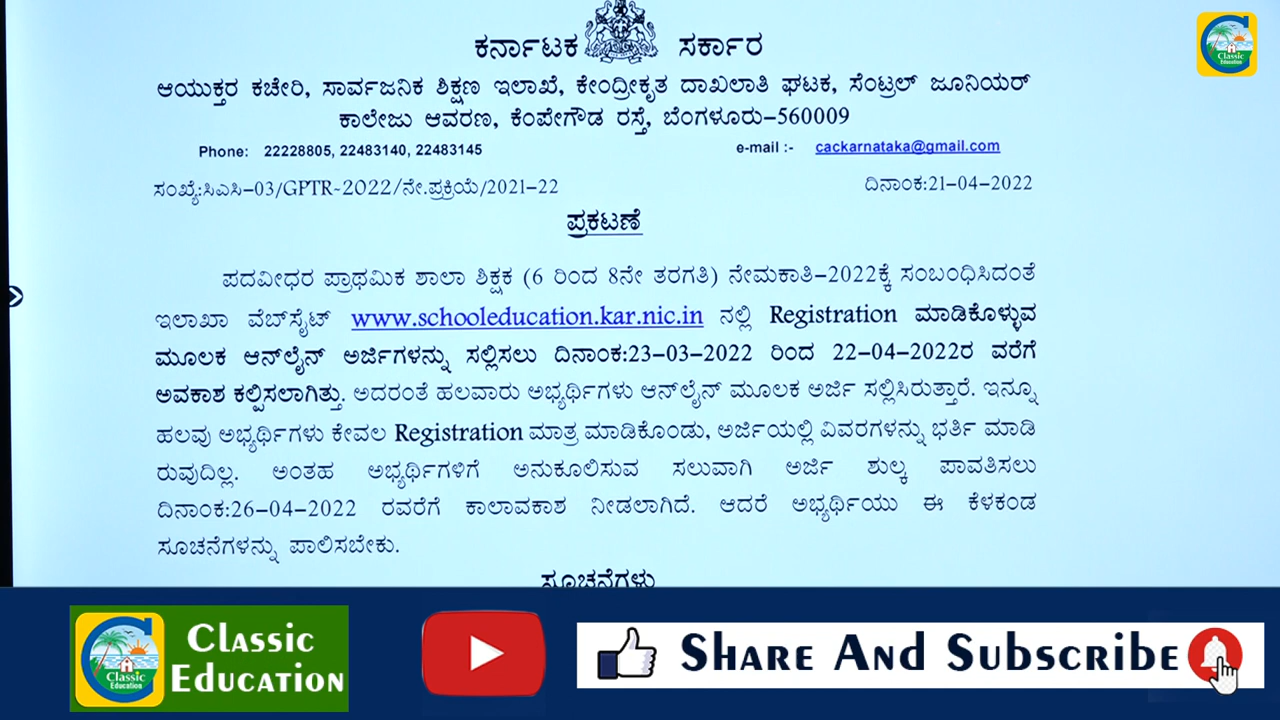 ಕರ್ನಾಟಕ ಸರ್ಕಾರ
Classic
Education
ಆಯುಕ್ತರ ಕಚೇರಿ, ಸಾರ್ವಜನಿಕ ಶಿಕ್ಷಣ ಇಲಾಖೆ, ಕೇಂದ್ರೀಕೃತ ದಾಖಲಾತಿ ಘಟಕ, ಸೆಂಟ್ರಲ್ ಜೂನಿಯರ್
ಕಾಲೇಜು ಆವರಣ, ಕೆಂಪೇಗೌಡ ರಸ್ತೆ, ಬೆಂಗಳೂರು-560009
Phone: 22228805, 22483140, 22483145 e-mail :- cackarnataka@gmail.com
ಸಂಖ್ಯೆ:ಸಿಎಸಿ-03/GPTR-2022/ನೇ.ಪ್ರಕ್ರಿಯೆ/2021-22 ದಿನಾಂಕ:21-04-2022
ಪ್ರಕಟಣೆ
ಪದವೀಧರ ಪ್ರಾಥಮಿಕ ಶಾಲಾ ಶಿಕ್ಷಕ (6 ರಿಂದ 8ನೇ ತರಗತಿ) ನೇಮಕಾತಿ-2022ಕ್ಕೆ ಸಂಬಂಧಿಸಿದಂತೆ
ಇಲಾಖಾ ವೆಬ್‌ಸೈಟ್ www.schooleducation.kar.nic.in ನಲ್ಲಿ Registration ಮಾಡಿಕೊಳ್ಳುವ
ಮೂಲಕ ಆನ್‌ಲೈನ್ ಅರ್ಜಿಗಳನ್ನು ಸಲ್ಲಿಸಲು ದಿನಾಂಕ:23-03-2022 ರಿಂದ 22-04-2022ರ ವರೆಗೆ
ಅವಕಾಶ ಕಲ್ಪಿಸಲಾಗಿತ್ತು. ಅದರಂತೆ ಹಲವಾರು ಅಭ್ಯರ್ಥಿಗಳು ಆನ್‌ಲೈನ್ ಮೂಲಕ ಅರ್ಜಿ ಸಲ್ಲಿಸಿರುತ್ತಾರೆ. ಇನ್ನೂ
ಹಲವು ಅಭ್ಯರ್ಥಿಗಳು ಕೇವಲ Registration ಮಾತ್ರ ಮಾಡಿಕೊಂಡು, ಅರ್ಜಿಯಲ್ಲಿ ವಿವರಗಳನ್ನು ಭರ್ತಿ ಮಾಡಿ
ರುವುದಿಲ್ಲ. ಅಂತಹ ಅಭ್ಯರ್ಥಿಗಳಿಗೆ ಅನುಕೂಲಿಸುವ ಸಲುವಾಗಿ ಅರ್ಜಿ ಶುಲ್ಕ ಪಾವತಿಸಲು
ದಿನಾಂಕ:26-04-2022 ರವರೆಗೆ ಕಾಲಾವಕಾಶ ನೀಡಲಾಗಿದೆ. ಆದರೆ ಅಭ್ಯರ್ಥಿಯು ಈ ಕೆಳಕಂಡ
ಸೂಚನೆಗಳನ್ನು ಪಾಲಿಸಬೇಕು.
ಸೂಚನೆಗಳು
Classic
Education
Classic
Education
Share And Subscribe